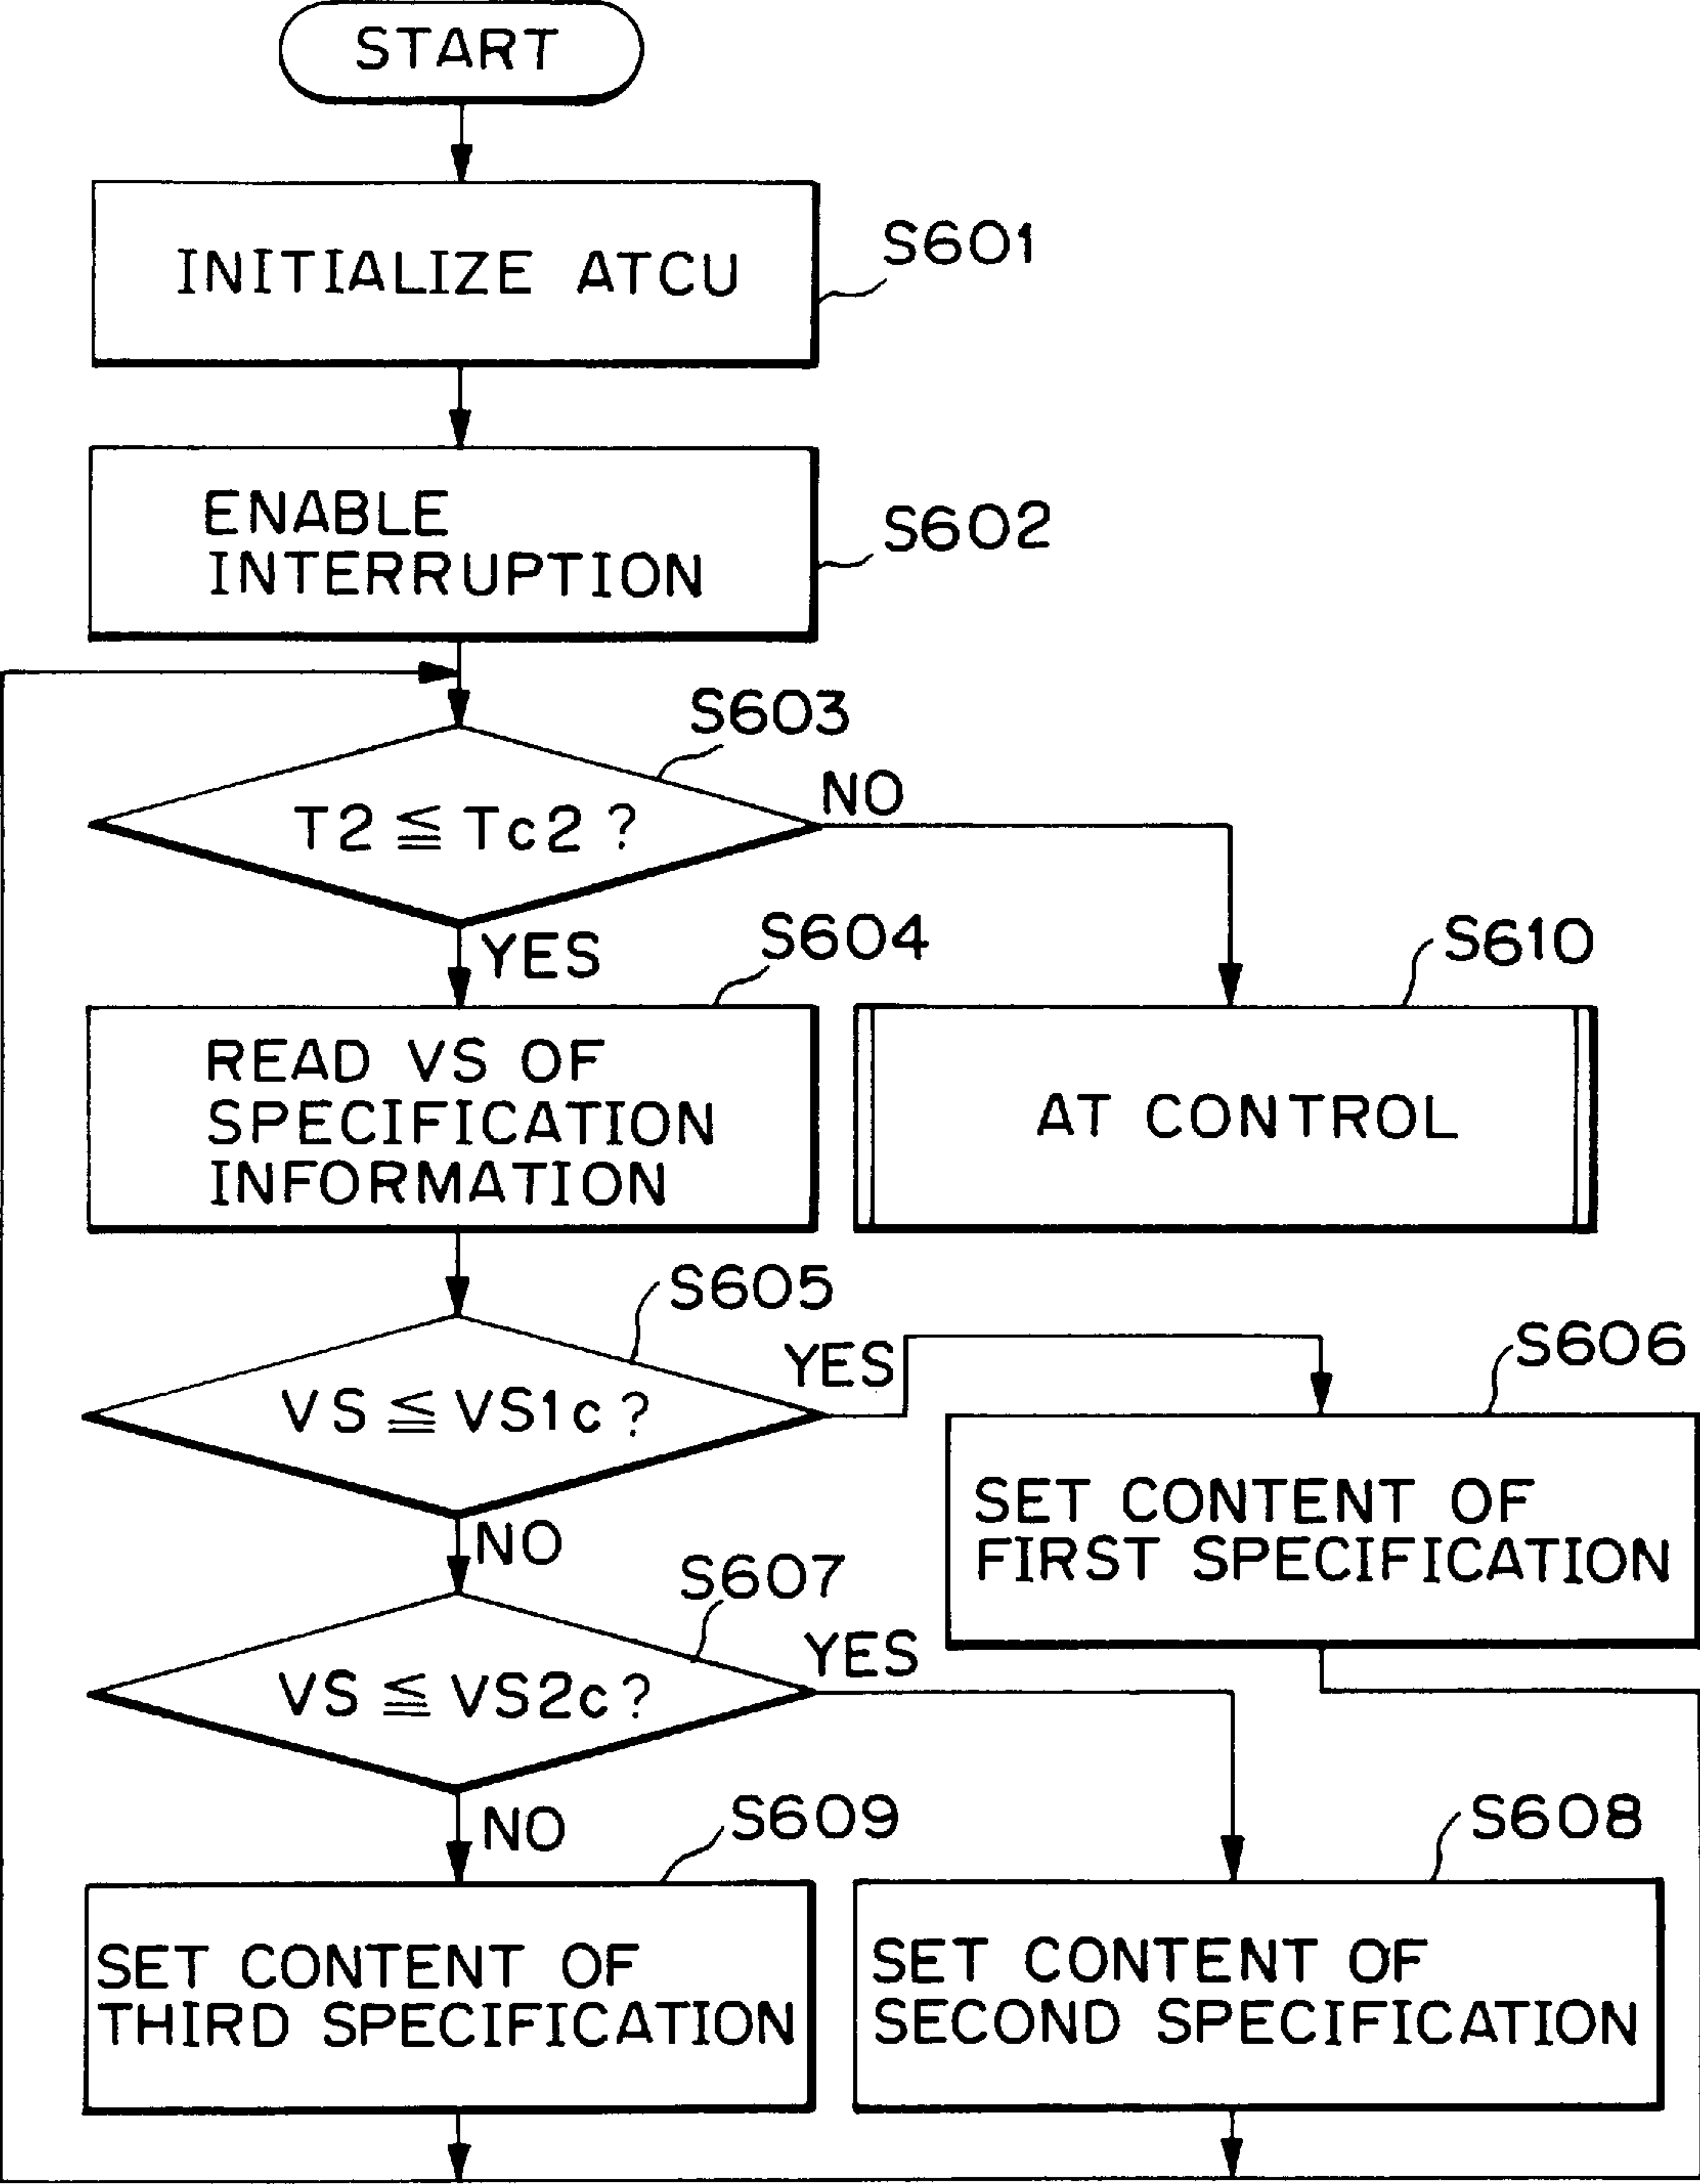 START
INITIALIZE ATCU
S601
ENABLE
INTERRUPTION
S602
S603
T2 ≦ Tc2 ?
NO
YES
S604
S610
READ VS OF
SPECIFICATION
INFORMATION
AT CONTROL
S605
VS ≦ VS1c ?
YES
S606
NO
SET CONTENT OF
FIRST SPECIFICATION
S607
VS ≦ VS2c ?
YES
NO
S609
S608
SET CONTENT OF
THIRD SPECIFICATION
SET CONTENT OF
SECOND SPECIFICATION